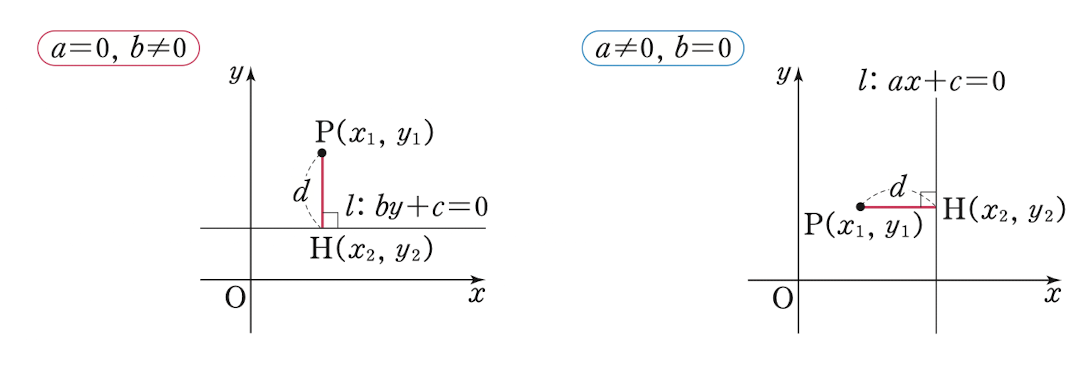 a=0, b≠0
y
P(x₁, y₁)
d
l: by+c=0
H(x₂, y₂)
O
x
a≠0, b=0
y
l: ax+c=0
d
H(x₂, y₂)
P(x₁, y₁)
O
x